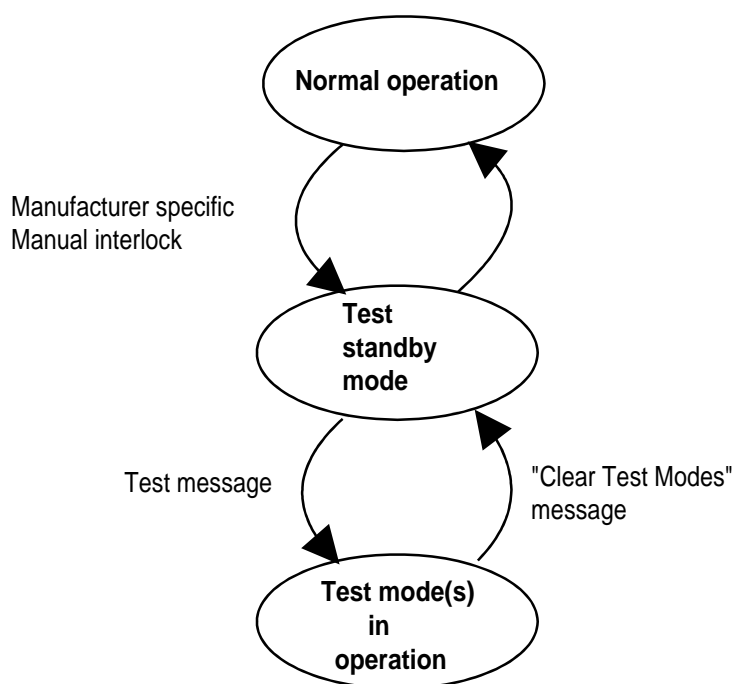 Normal operation
Manufacturer specific
Manual interlock
Test
standby
mode
Test message
"Clear Test Modes"
message
Test mode(s)
in
operation